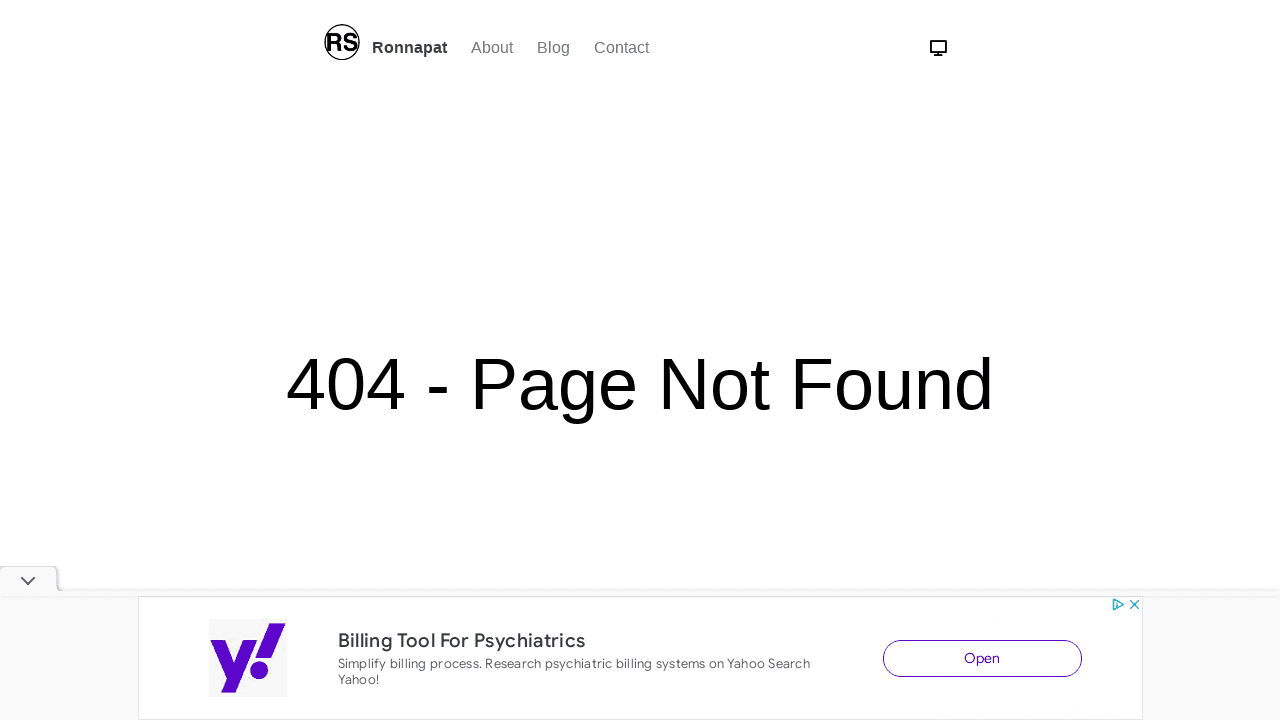 RS Ronnapat About Blog Contact
404 - Page Not Found
y!
Billing Tool For Psychiatrics
Simplify billing process. Research psychiatric billing systems on Yahoo Search
Yahoo!
Open